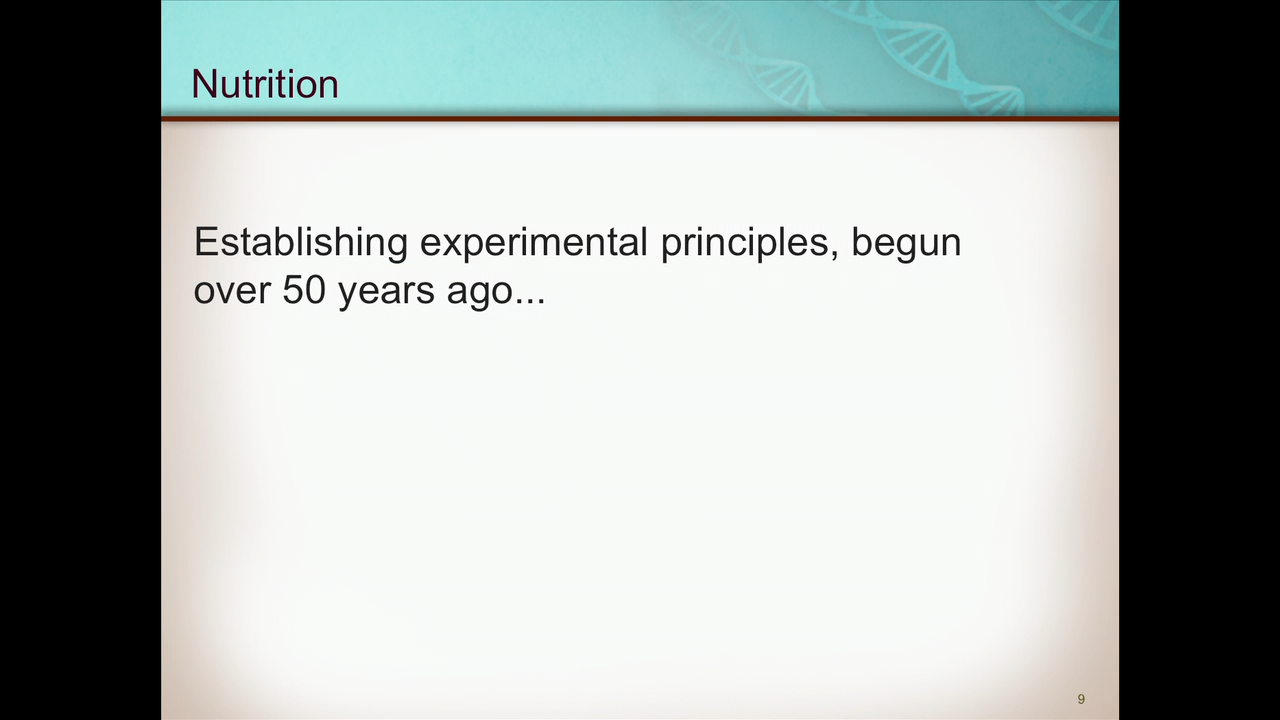 Nutrition
Establishing experimental principles, begun
over 50 years ago...
9